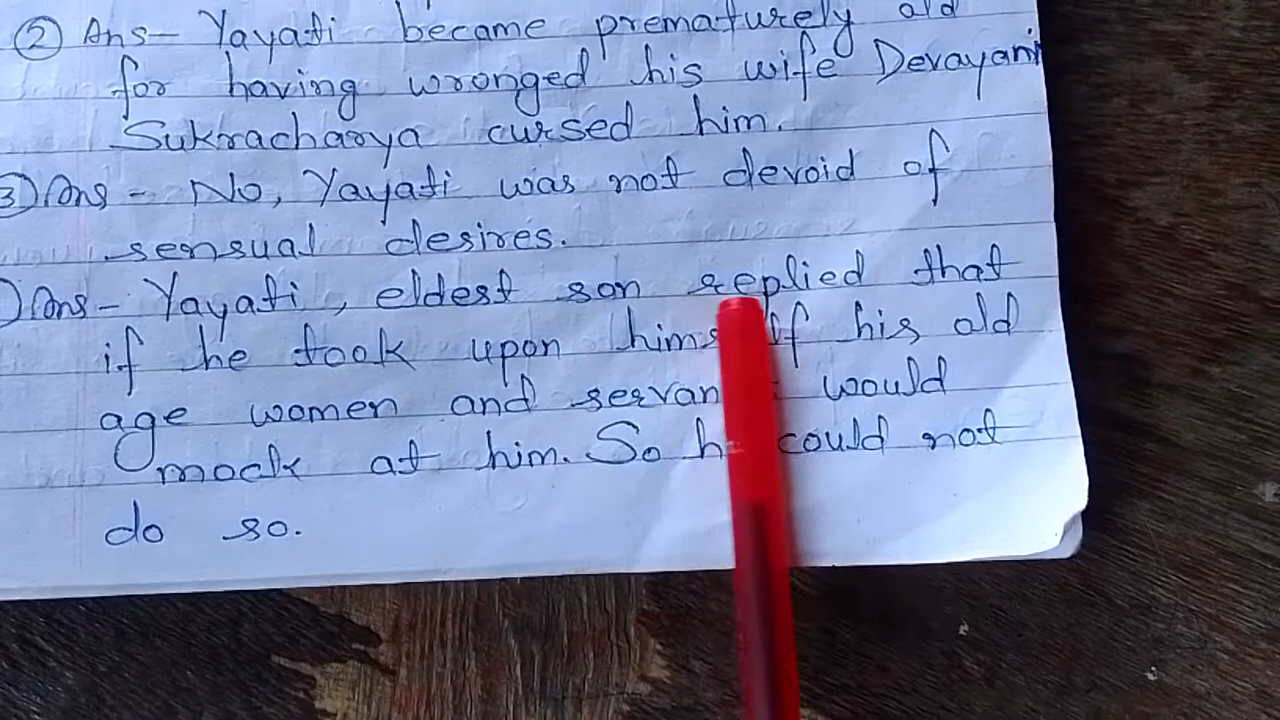 ② Ans- Yayati became prematurely old
for having wronged his wife Devayani
Sukracharya cursed him.
③ Ans - No, Yayati was not devoid of
sensual desires.
) Ans - Yayati, eldest son replied that
if he took upon himself his old
age women and servan would
mock at him. So h could not
do so.